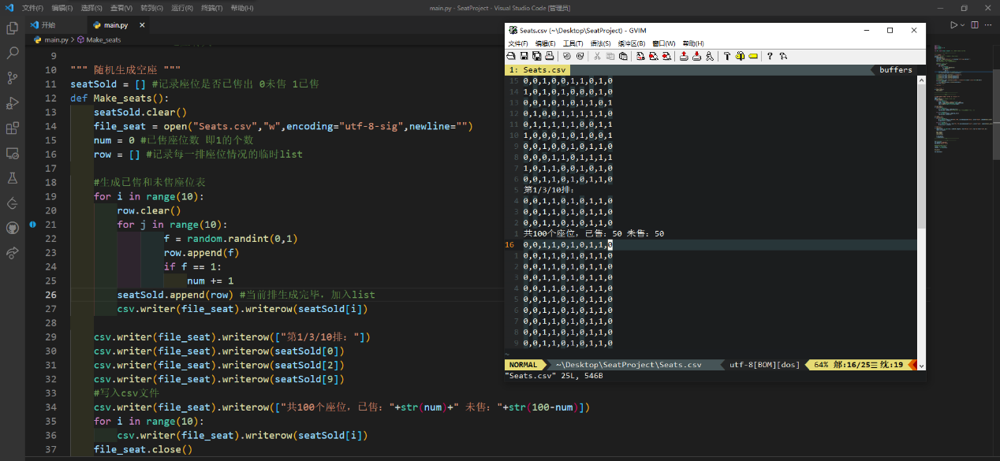 文件(F) 编辑(E) 选择(S) 查看(V) 转到(G) 运行(R) 终端(T) 帮助(H) main.py - SeatProject - Visual Studio Code [管理员]
开始 main.py
main.py > Make_seats
9
10 """ 随机生成空座 """
11 seatSold = [] #记录座位是否已售出 0未售 1已售
12 def Make_seats():
13 seatSold.clear()
14 file_seat = open("Seats.csv","w",encoding="utf-8-sig",newline="")
15 num = 0 #已售座位数 即1的个数
16 row = [] #记录每一排座位情况的临时list
17
18 #生成已售和未售座位表
19 for i in range(10):
20 row.clear()
21 for j in range(10):
22 f = random.randint(0,1)
23 row.append(f)
24 if f == 1:
25 num += 1
26 seatSold.append(row) #当前排生成完毕，加入list
27 csv.writer(file_seat).writerow(seatSold[i])
28
29 csv.writer(file_seat).writerow(["第1/3/10排："])
30 csv.writer(file_seat).writerow(seatSold[0])
31 csv.writer(file_seat).writerow(seatSold[2])
32 csv.writer(file_seat).writerow(seatSold[9])
33 #写入csv文件
34 csv.writer(file_seat).writerow(["共100个座位，已售："+str(num)+" 未售："+str(100-num)])
35 for i in range(10):
36 csv.writer(file_seat).writerow(seatSold[i])
37 file_seat.close()
Seats.csv (~\Desktop\SeatProject) - GVIM
文件(F) 编辑(E) 工具(T) 语法(S) 缓冲区(B) 窗口(W) 帮助(H)
1: Seats.csv buffers
15 0,0,1,0,0,1,1,0,1,0
14 1,0,1,0,1,0,0,0,1,0
13 0,0,1,0,1,0,1,1,0,1
12 0,1,0,0,1,1,1,1,1,0
11 0,1,1,1,1,1,0,0,1,1
10 1,0,0,0,1,0,1,0,0,1
9 0,0,0,1,0,1,0,0,1,0
8 0,0,0,1,1,0,1,1,1,1
7 1,0,1,1,0,0,1,0,1,0
6 0,0,1,1,0,1,0,1,1,0
5 第1/3/10排：
4 0,0,1,1,0,1,0,1,1,0
3 0,0,1,1,0,1,0,1,1,0
2 0,0,1,1,0,1,0,1,1,0
1 共100个座位，已售：50 未售：50
16 0,0,1,1,0,1,0,1,1,0
1 0,0,1,1,0,1,0,1,1,0
2 0,0,1,1,0,1,0,1,1,0
3 0,0,1,1,0,1,0,1,1,0
4 0,0,1,1,0,1,0,1,1,0
5 0,0,1,1,0,1,0,1,1,0
6 0,0,1,1,0,1,0,1,1,0
7 0,0,1,1,0,1,0,1,1,0
8 0,0,1,1,0,1,0,1,1,0
9 0,0,1,1,0,1,0,1,1,0
~
NORMAL ~\Desktop\SeatProject\Seats.csv utf-8[BOM][dos] 64% :16/25 :19
"Seats.csv" 25L, 546B